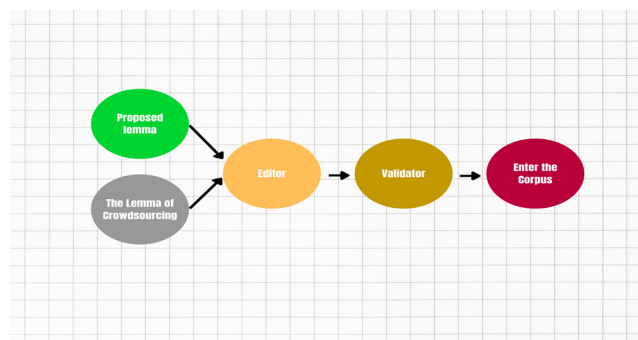 Proposed
lemma
The Lemma of
Crowdsourcing
Editor
Validator
Enter the
Corpus